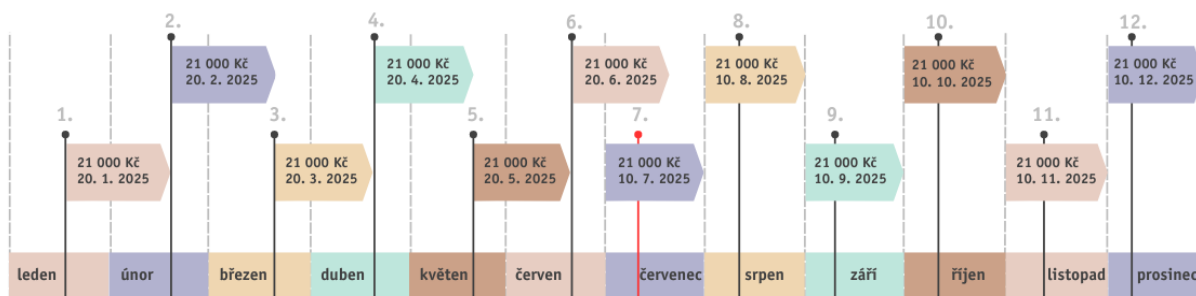 2.
4.
6.
8.
10.
12.
21 000 Kč
20. 2. 2025
21 000 Kč
20. 4. 2025
21 000 Kč
20. 6. 2025
21 000 Kč
10. 8. 2025
21 000 Kč
10. 10. 2025
21 000 Kč
10. 12. 2025
1.
3.
5.
7.
9.
11.
21 000 Kč
20. 1. 2025
21 000 Kč
20. 3. 2025
21 000 Kč
20. 5. 2025
21 000 Kč
10. 7. 2025
21 000 Kč
10. 9. 2025
21 000 Kč
10. 11. 2025
leden
únor
březen
duben
květen
červen
červenec
srpen
září
říjen
listopad
prosinec